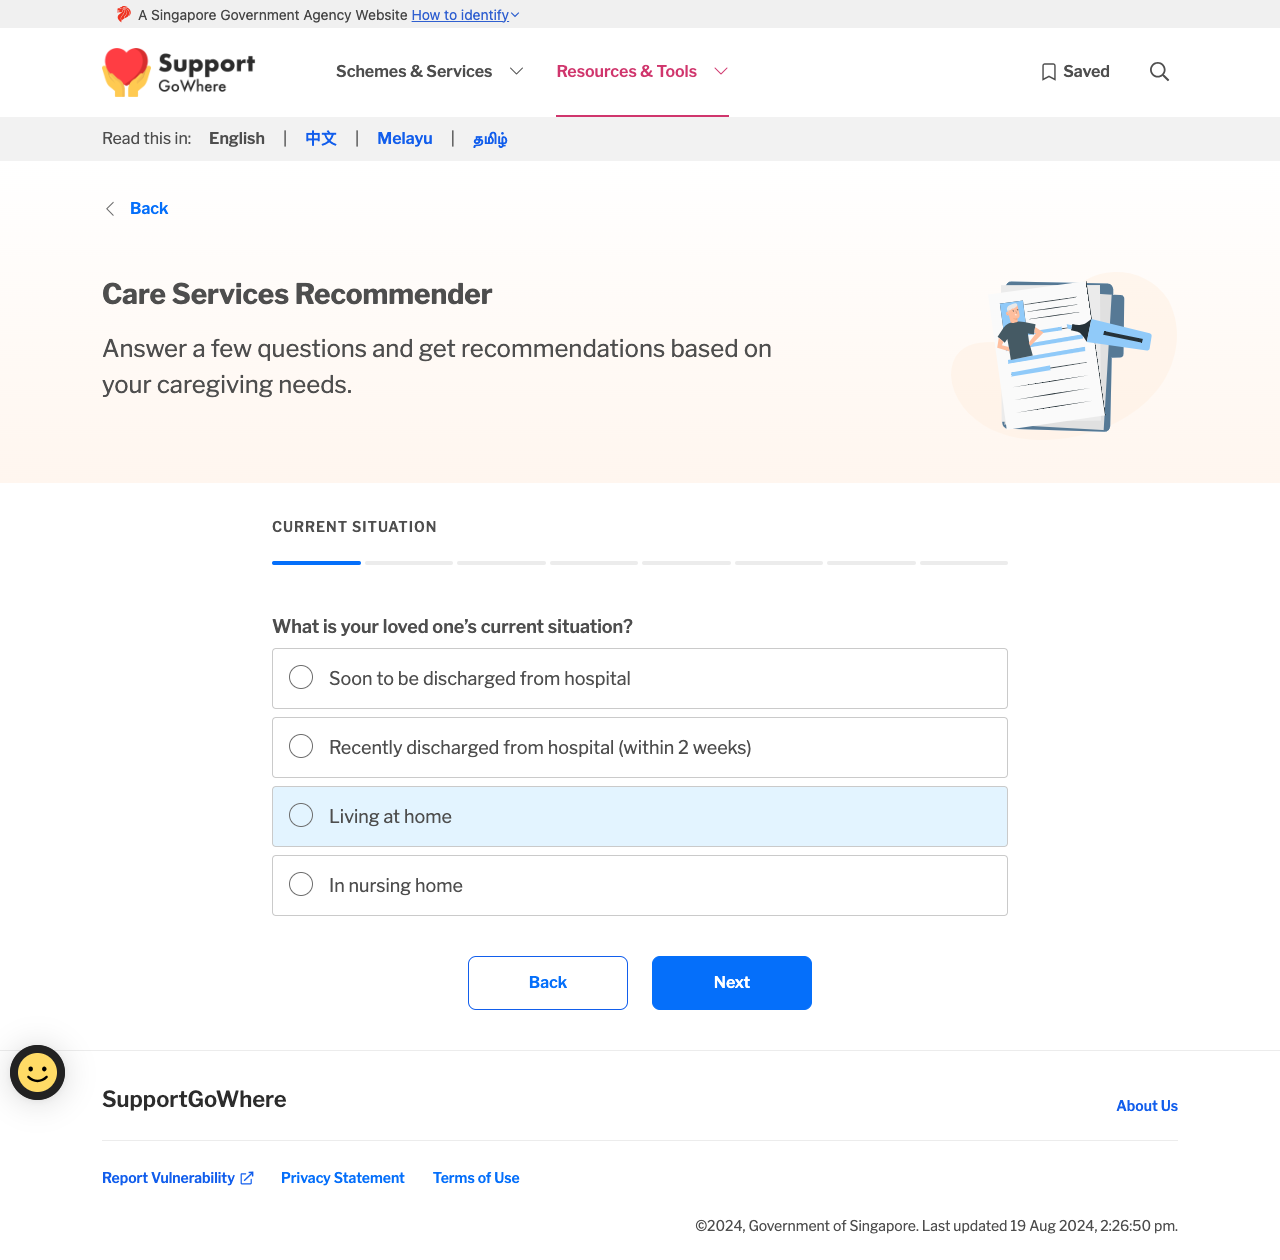 A Singapore Government Agency Website How to identify
Support
GoWhere
Schemes & Services
Resources & Tools
Saved
Read this in: English | 中文 | Melayu | தமிழ்
Back
Care Services Recommender
Answer a few questions and get recommendations based on
your caregiving needs.
CURRENT SITUATION
What is your loved one’s current situation?
Soon to be discharged from hospital
Recently discharged from hospital (within 2 weeks)
Living at home
In nursing home
Back
Next
SupportGoWhere
About Us
Report Vulnerability
Privacy Statement
Terms of Use
©2024, Government of Singapore. Last updated 19 Aug 2024, 2:26:50 pm.